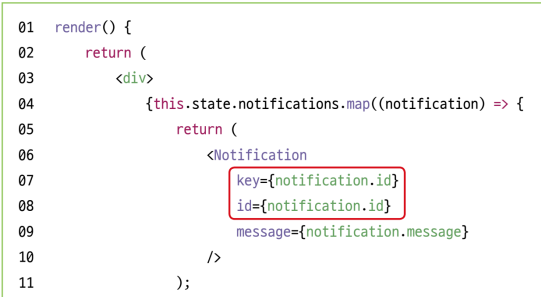 01 render() {
02 return (
03 <div>
04 {this.state.notifications.map((notification) => {
05 return (
06 <Notification
07 key={notification.id}
08 id={notification.id}
09 message={notification.message}
10 />
11 );